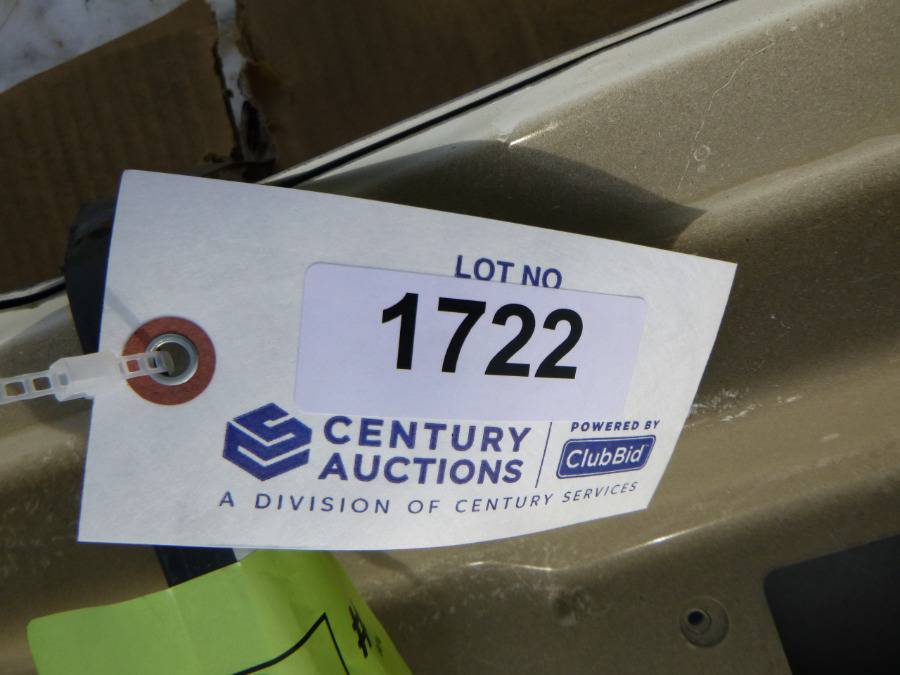 LOT NO
1722
CENTURY
AUCTIONS
A DIVISION OF CENTURY SERVICES
POWERED BY
ClubBid
#